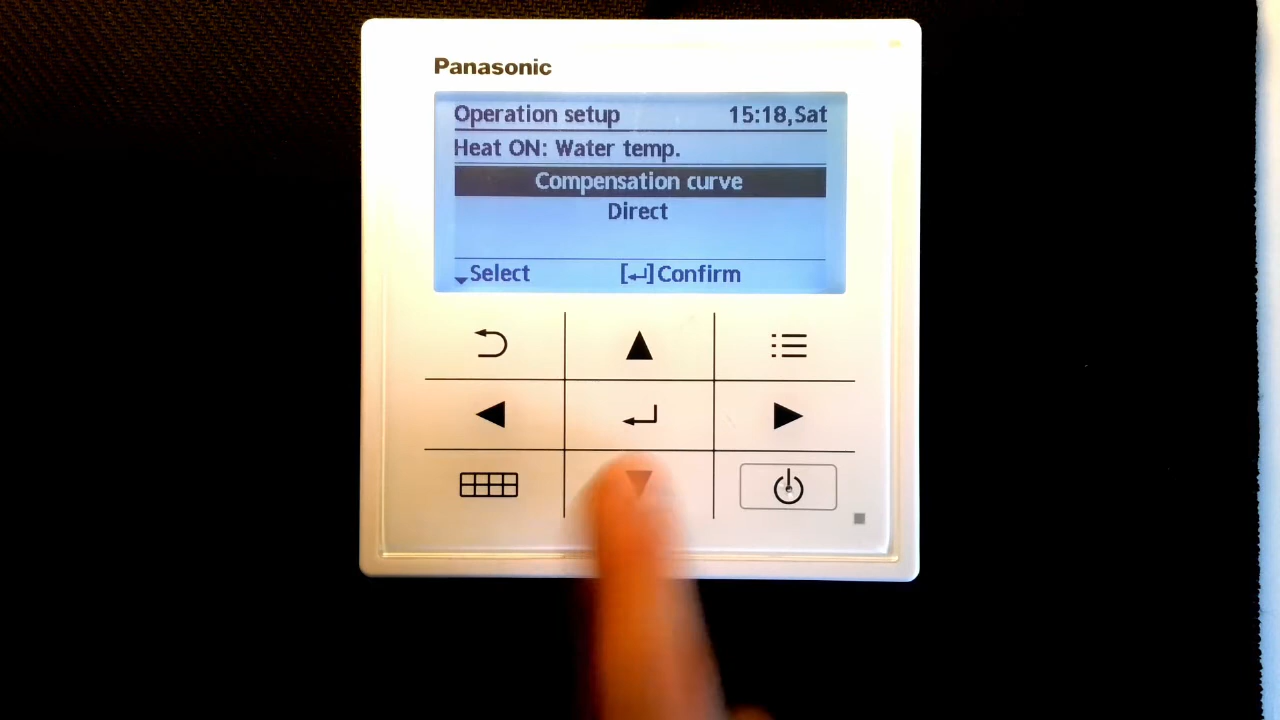 Panasonic
Operation setup 15:18,Sat
Heat ON: Water temp.
Compensation curve
Direct
Select [↵]Confirm